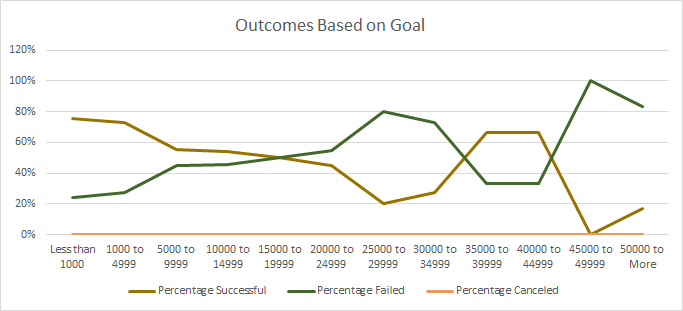 Outcomes Based on Goal
120%
100%
80%
60%
40%
20%
0%
Less than 1000 to 5000 to 10000 to 15000 to 20000 to 25000 to 30000 to 35000 to 40000 to 45000 to 50000 to
1000 4999 9999 14999 19999 24999 29999 34999 39999 44999 49999 More
Percentage Successful Percentage Failed Percentage Canceled